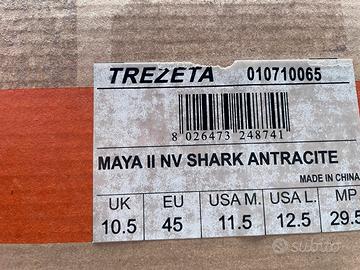 TREZETA 010710065
8 026473 248741
MAYA II NV SHARK ANTRACITE
MADE IN CHINA
UK EU USA M. USA L. MP
10.5 45 11.5 12.5 29.5
subito